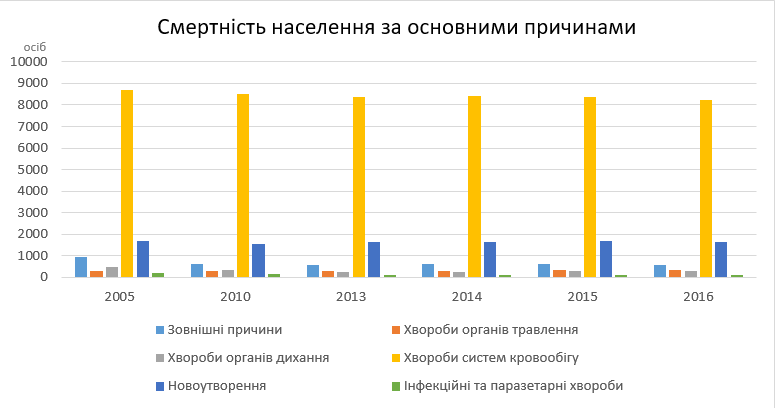 Смертність населення за основними причинами
осіб
10000
9000
8000
7000
6000
5000
4000
3000
2000
1000
0
2005 2010 2013 2014 2015 2016
Зовнішні причини Хвороби органів травлення
Хвороби органів дихання Хвороби систем кровообігу
Новоутворення Інфекційні та паразетарні хвороби